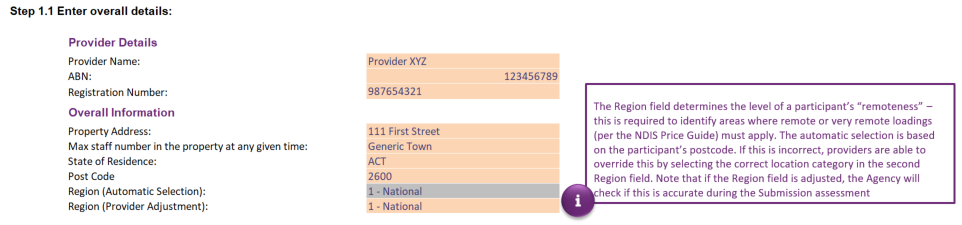 Step 1.1 Enter overall details:
Provider Details
Provider Name: Provider XYZ
ABN: 123456789
Registration Number: 987654321
Overall Information
Property Address: 111 First Street
Max staff number in the property at any given time: Generic Town
State of Residence: ACT
Post Code 2600
Region (Automatic Selection): 1 - National
Region (Provider Adjustment): 1 - National
The Region field determines the level of a participant's “remoteness” –
this is required to identify areas where remote or very remote loadings
(per the NDIS Price Guide) must apply. The automatic selection is based
on the participant's postcode. If this is incorrect, providers are able to
override this by selecting the correct location category in the second
Region field. Note that if the Region field is adjusted, the Agency will
check if this is accurate during the Submission assessment
i